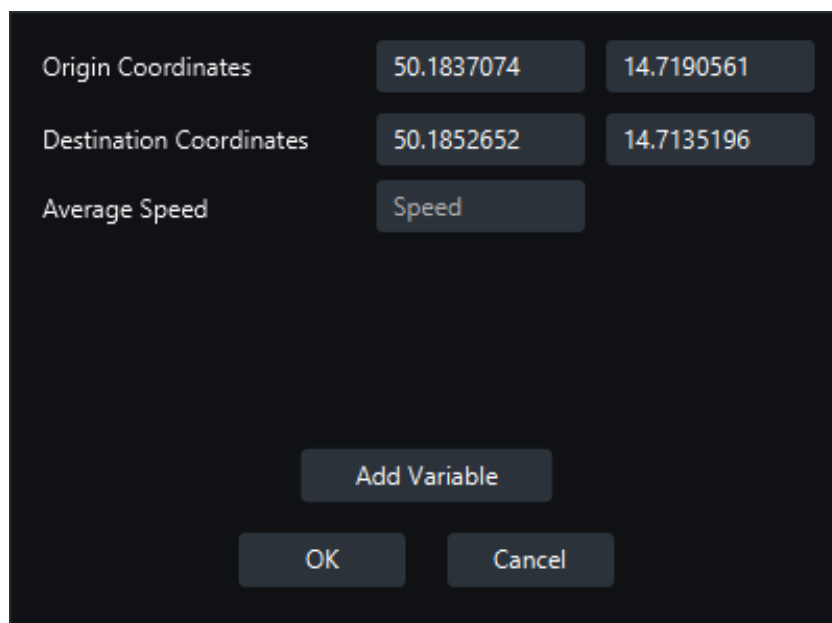 Origin Coordinates 50.1837074 14.7190561
Destination Coordinates 50.1852652 14.7135196
Average Speed Speed
Add Variable
OK Cancel